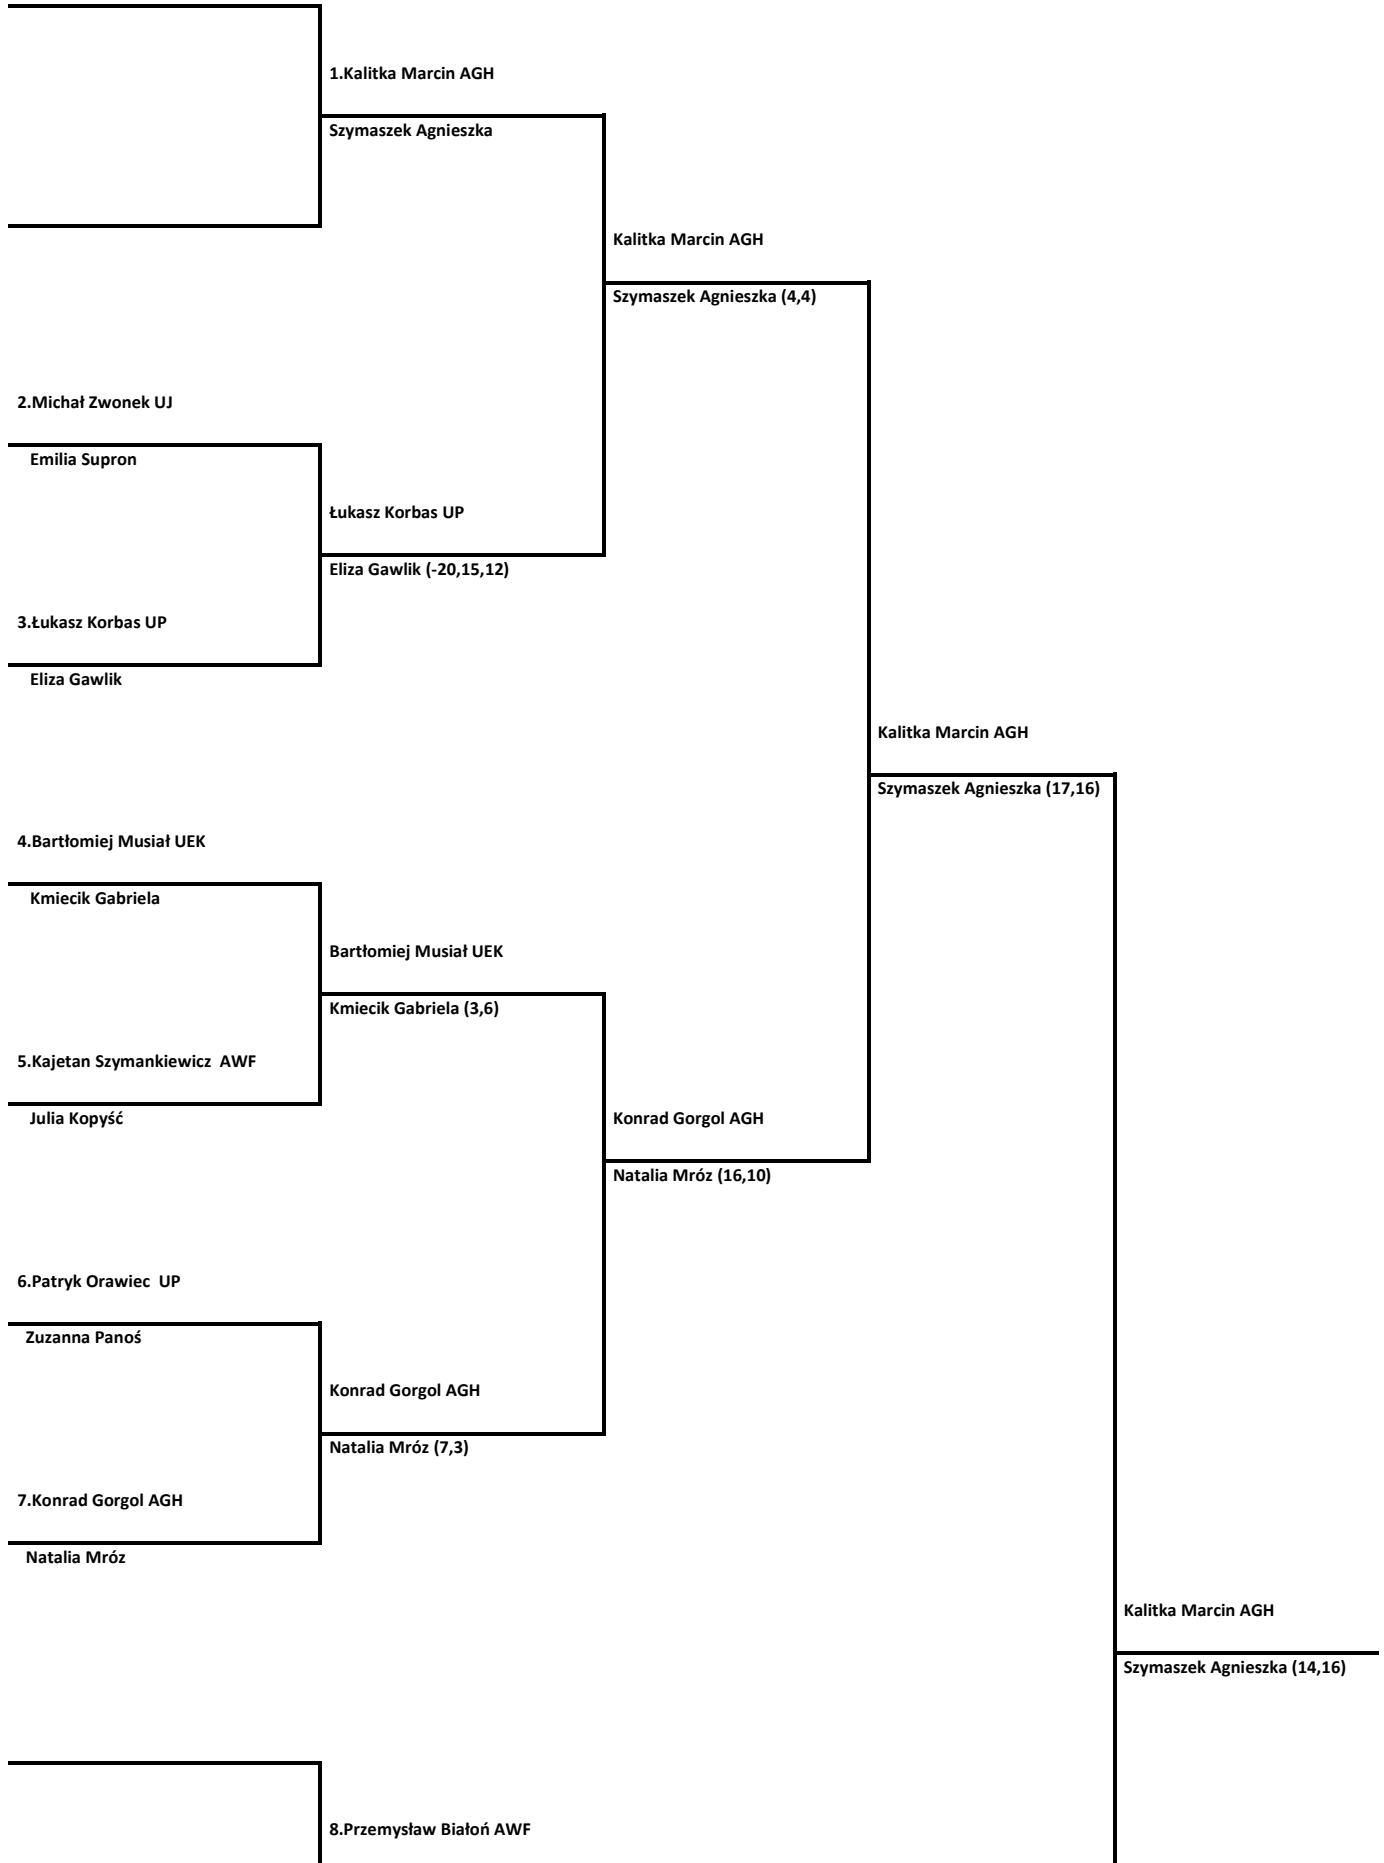 1.Kalitka Marcin AGH
Szymaszek Agnieszka
Kalitka Marcin AGH
Szymaszek Agnieszka (4,4)
2.Michał Zwonek UJ
Emilia Supron
Łukasz Korbas UP
Eliza Gawlik (-20,15,12)
3.Łukasz Korbas UP
Eliza Gawlik
Kalitka Marcin AGH
Szymaszek Agnieszka (17,16)
4.Bartłomiej Musiał UEK
Kmiecik Gabriela
Bartłomiej Musiał UEK
Kmiecik Gabriela (3,6)
5.Kajetan Szymankiewicz  AWF
Julia Kopyść
Konrad Gorgol AGH
Natalia Mróz (16,10)
6.Patryk Orawiec  UP
Zuzanna Panoś
Konrad Gorgol AGH
Natalia Mróz (7,3)
7.Konrad Gorgol AGH
Natalia Mróz
Kalitka Marcin AGH
Szymaszek Agnieszka (14,16)
8.Przemysław Białoń AWF